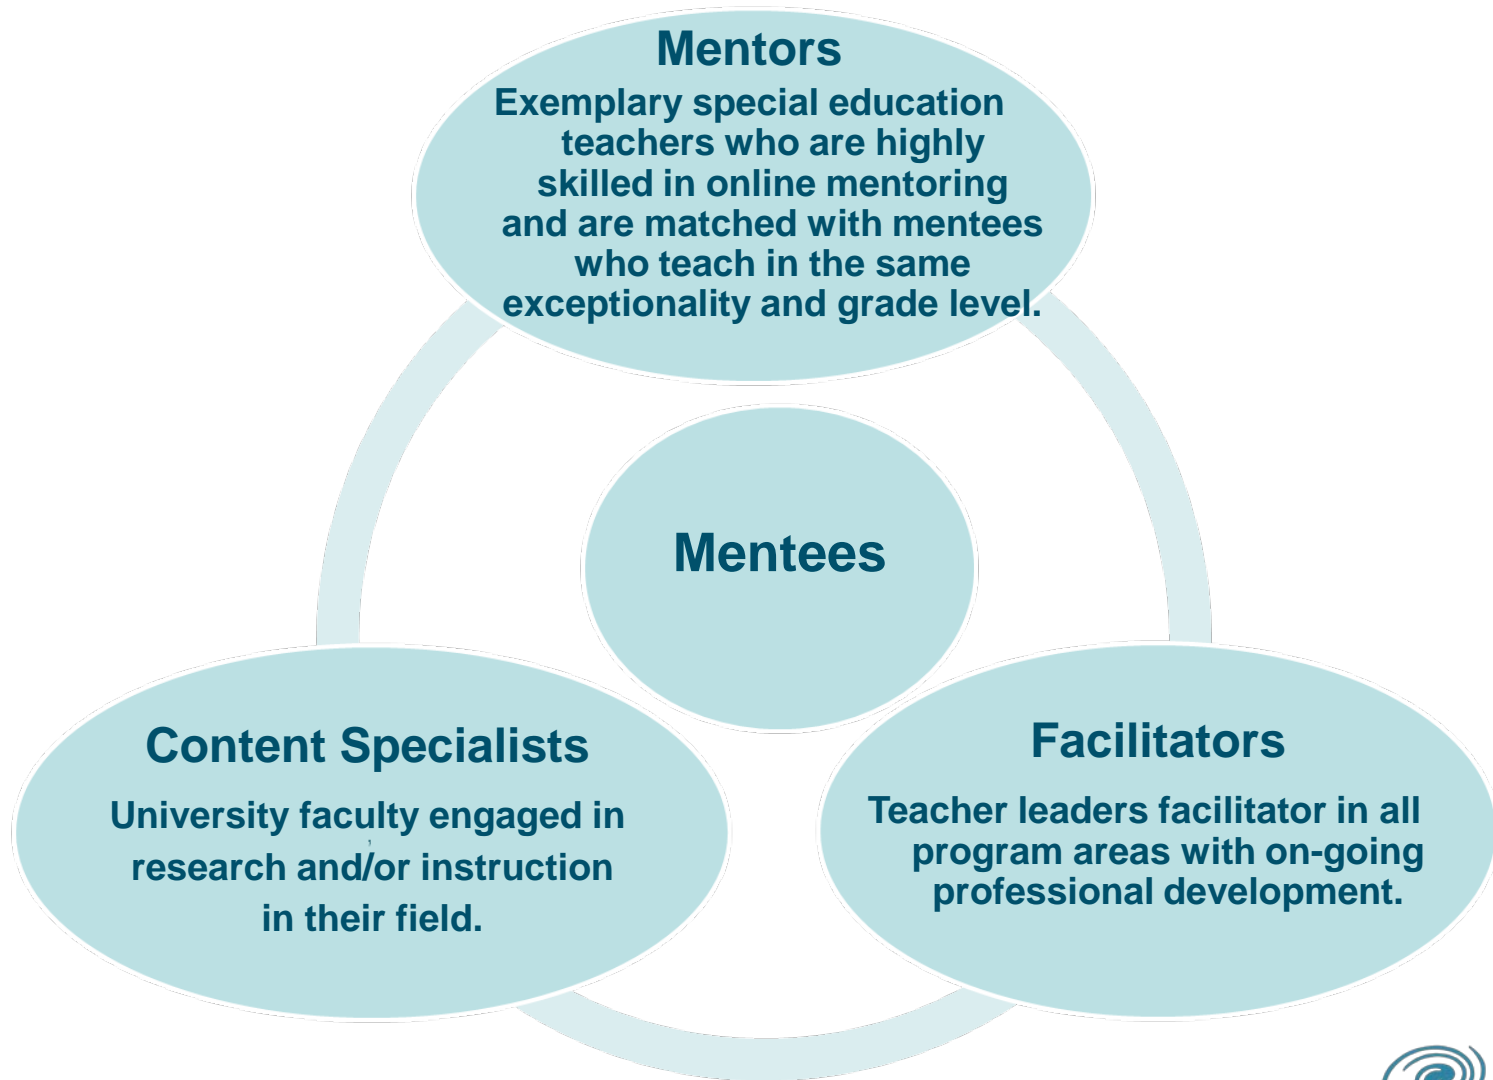 Mentors
Exemplary special education
teachers who are highly
skilled in online mentoring
and are matched with mentees
who teach in the same
exceptionality and grade level.
Mentees
Content Specialists
University faculty engaged in
,
research and/or instruction
in their field.
Facilitators
Teacher leaders facilitator in all
program areas with on-going
professional development.